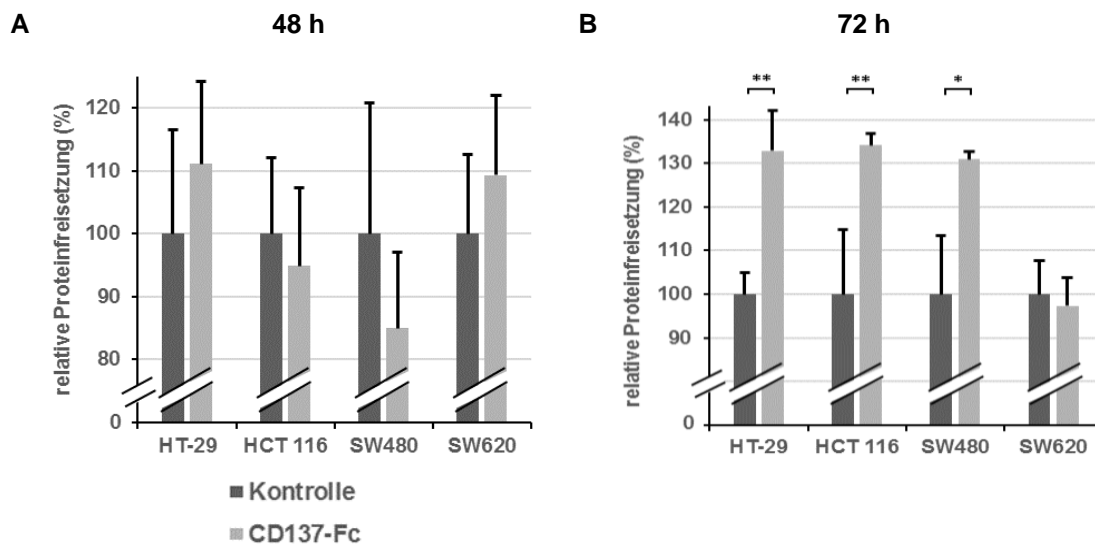 A
48 h
relative Proteinfreisetzung (%)
120
110
100
90
80
0
HT-29 HCT 116 SW480 SW620
Kontrolle
CD137-Fc
B
72 h
** ** *
relative Proteinfreisetzung (%)
140
130
120
110
100
90
0
HT-29 HCT 116 SW480 SW620